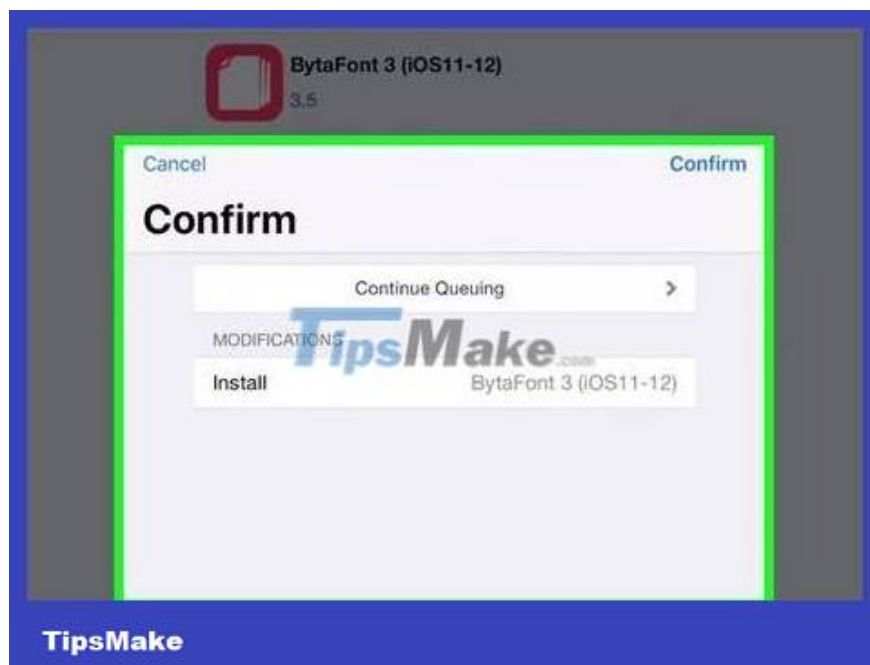 BytaFont 3 (iOS11-12)
3.5
Cancel Confirm
Confirm
Continue Queuing
MODIFICATIONS
TipsMake.com
Install BytaFont 3 (iOS11-12)
TipsMake